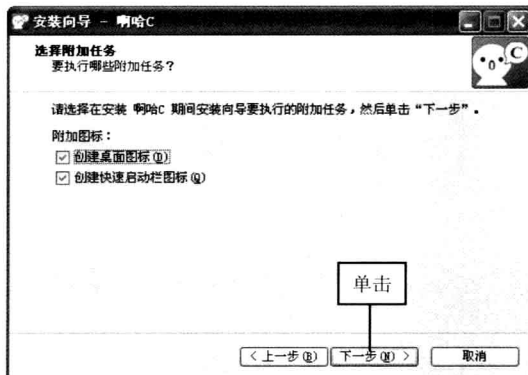 安装向导 - 啊哈C
C
选择附加任务
要执行哪些附加任务？
请选择在安装 啊哈C 期间安装向导要执行的附加任务，然后单击“下一步”。
附加图标：
创建桌面图标(D)
创建快速启动栏图标(Q)
单击
< 上一步(B)
下一步(N) >
取消